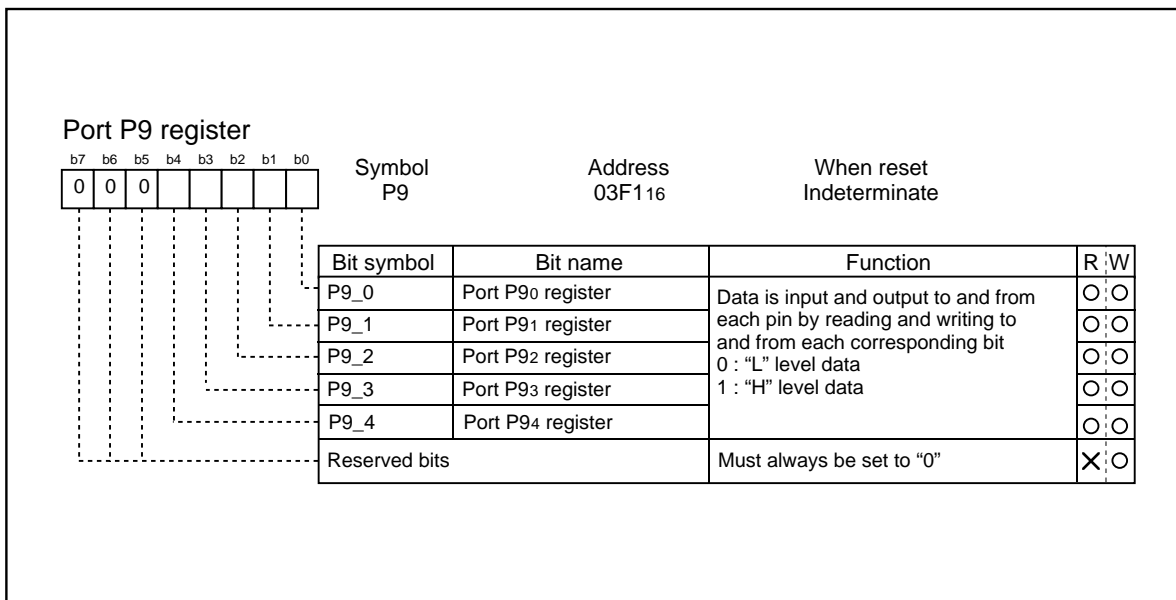 Port P9 register
b7 b6 b5 b4 b3 b2 b1 b0
0 0 0
Symbol Address When reset
P9 03F116 Indeterminate
Bit symbol Bit name Function R W
P9_0 Port P90 register Data is input and output to and from
each pin by reading and writing to
and from each corresponding bit
0 : “L” level data
1 : “H” level data
P9_1 Port P91 register
P9_2 Port P92 register
P9_3 Port P93 register
P9_4 Port P94 register
Reserved bits Must always be set to “0”